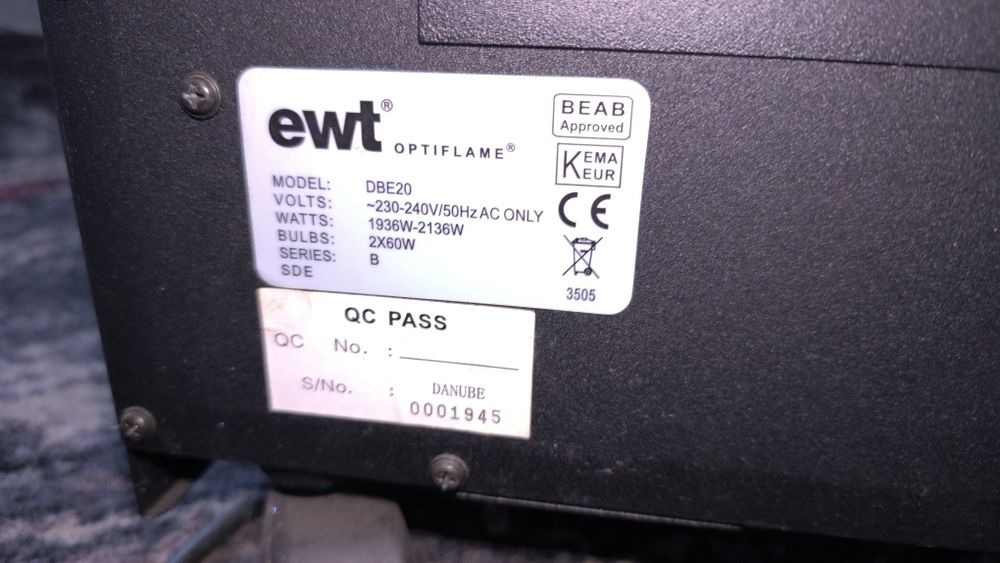 ewt® OPTIFLAME®
BEAB
Approved
KEMA
KEUR
CE
MODEL: DBE20
VOLTS: ~230-240V/50Hz AC ONLY
WATTS: 1936W-2136W
BULBS: 2X60W
SERIES: B
SDE
3505
QC PASS
QC No. :
S/No. : DANUBE
0001945